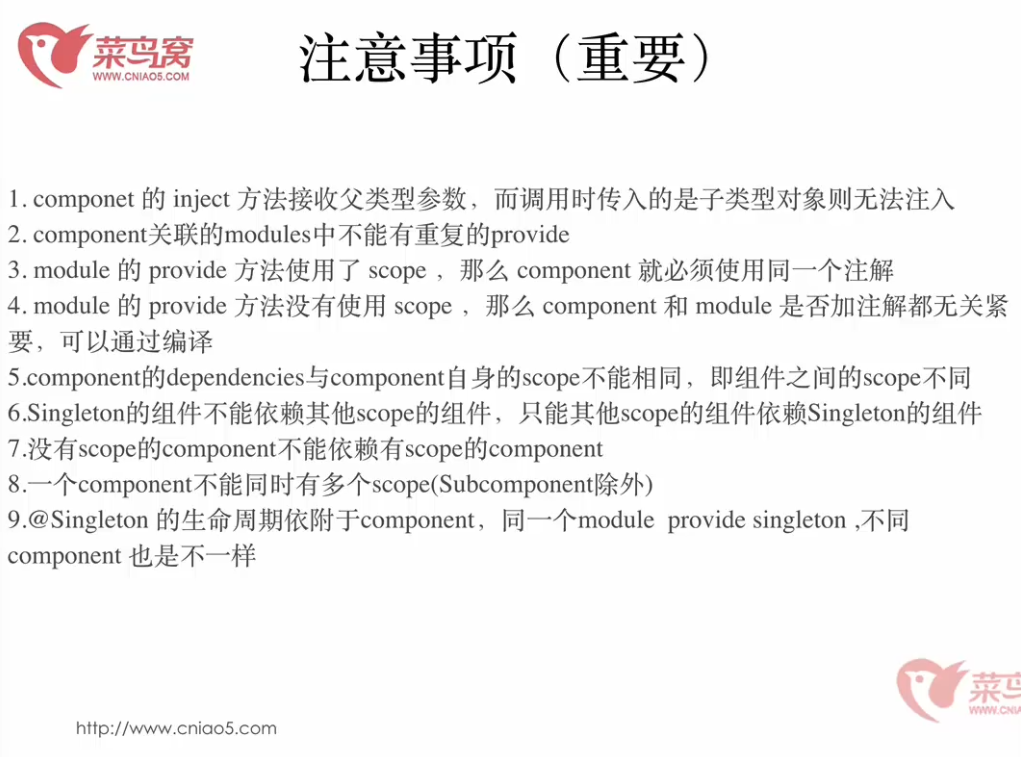 菜鸟窝
WWW.CNIAO5.COM
注意事项（重要）
1. componet 的 inject 方法接收父类型参数，而调用时传入的是子类型对象则无法注入
2. component关联的modules中不能有重复的provide
3. module 的 provide 方法使用了 scope ，那么 component 就必须使用同一个注解
4. module 的 provide 方法没有使用 scope ，那么 component 和 module 是否加注解都无关紧
要，可以通过编译
5.component的dependencies与component自身的scope不能相同，即组件之间的scope不同
6.Singleton的组件不能依赖其他scope的组件，只能其他scope的组件依赖Singleton的组件
7.没有scope的component不能依赖有scope的component
8.一个component不能同时有多个scope(Subcomponent除外)
9.@Singleton 的生命周期依附于component，同一个module provide singleton ,不同
component 也是不一样
菜鸟
WWW.CNIA
http://www.cniao5.com